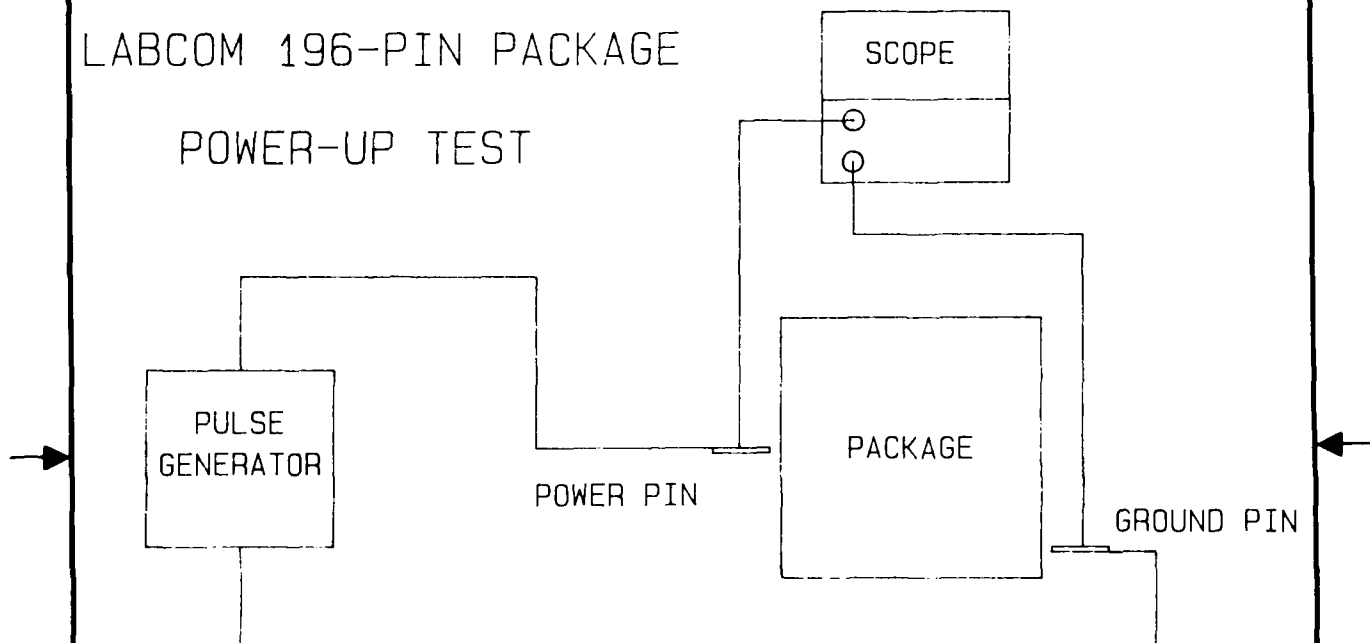 LABCOM 196-PIN PACKAGE
POWER-UP TEST
SCOPE
PULSE
GENERATOR
PACKAGE
POWER PIN
GROUND PIN